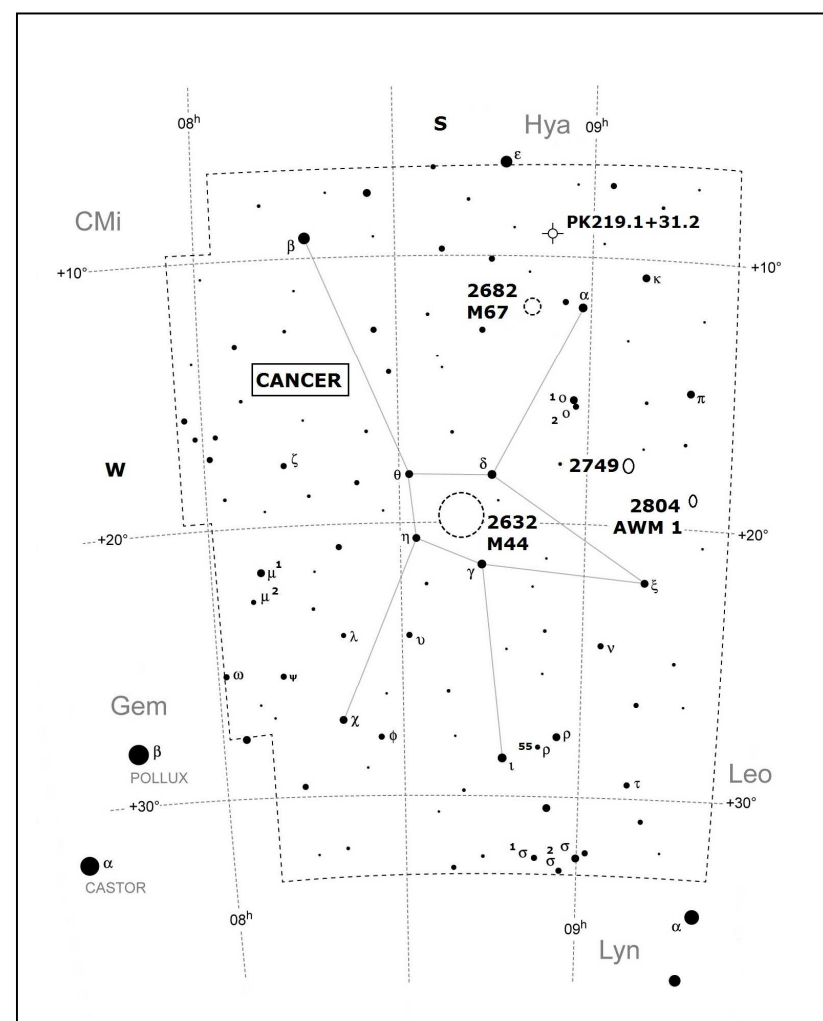 08ʰ
S
Hya
09ʰ
ε
CMi
PK219.1+31.2
β
+10°
+10°
κ
2682
M67
α
CANCER
¹ο
²ο
π
W
ζ
θ
δ
2749
2804
AWM 1
2632
M44
+20°
+20°
η
γ
μ¹
ξ
μ²
λ
υ
ν
ω
ψ
Gem
χ
φ
55 ρ
ρ
β
ι
POLLUX
Leo
τ
+30°
+30°
¹σ
²σ
σ
α
CASTOR
08ʰ
09ʰ
α
Lyn